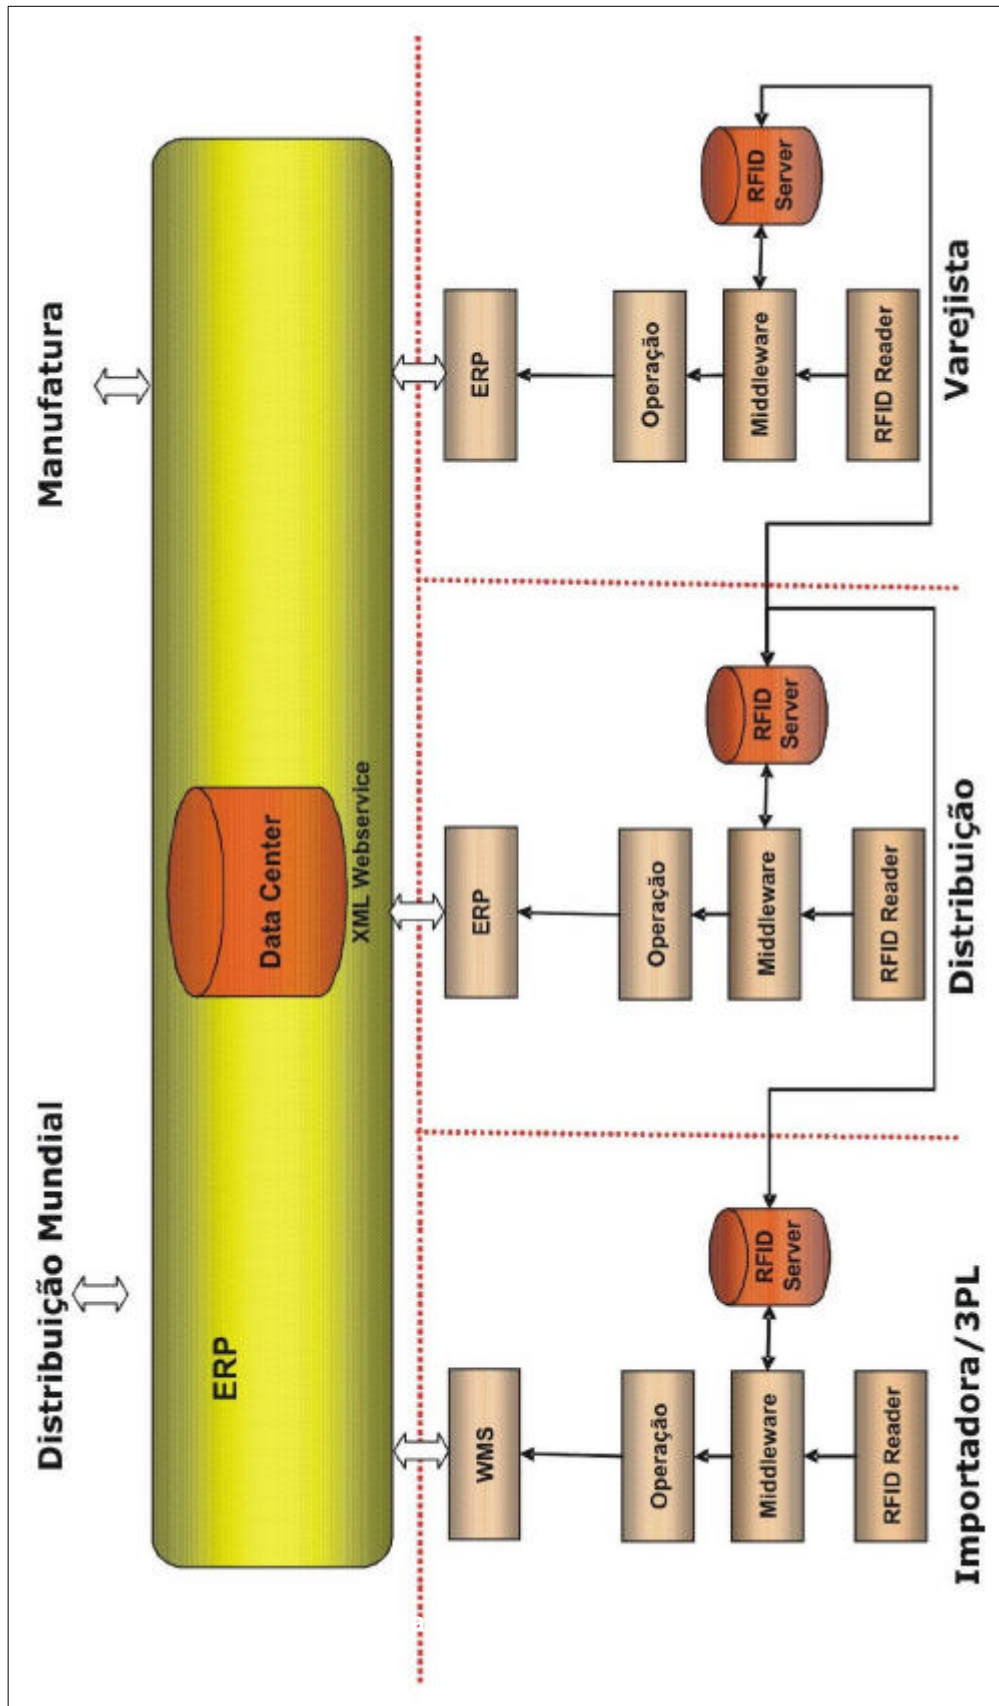 Distribuição Mundial
Manufatura
ERP
Data Center
XML Webservice
WMS
ERP
ERP
Operação
Operação
Operação
Middleware
RFID
Server
Middleware
RFID
Server
Middleware
RFID
Server
RFID Reader
RFID Reader
RFID Reader
Importadora/3PL
Distribuição
Varejista